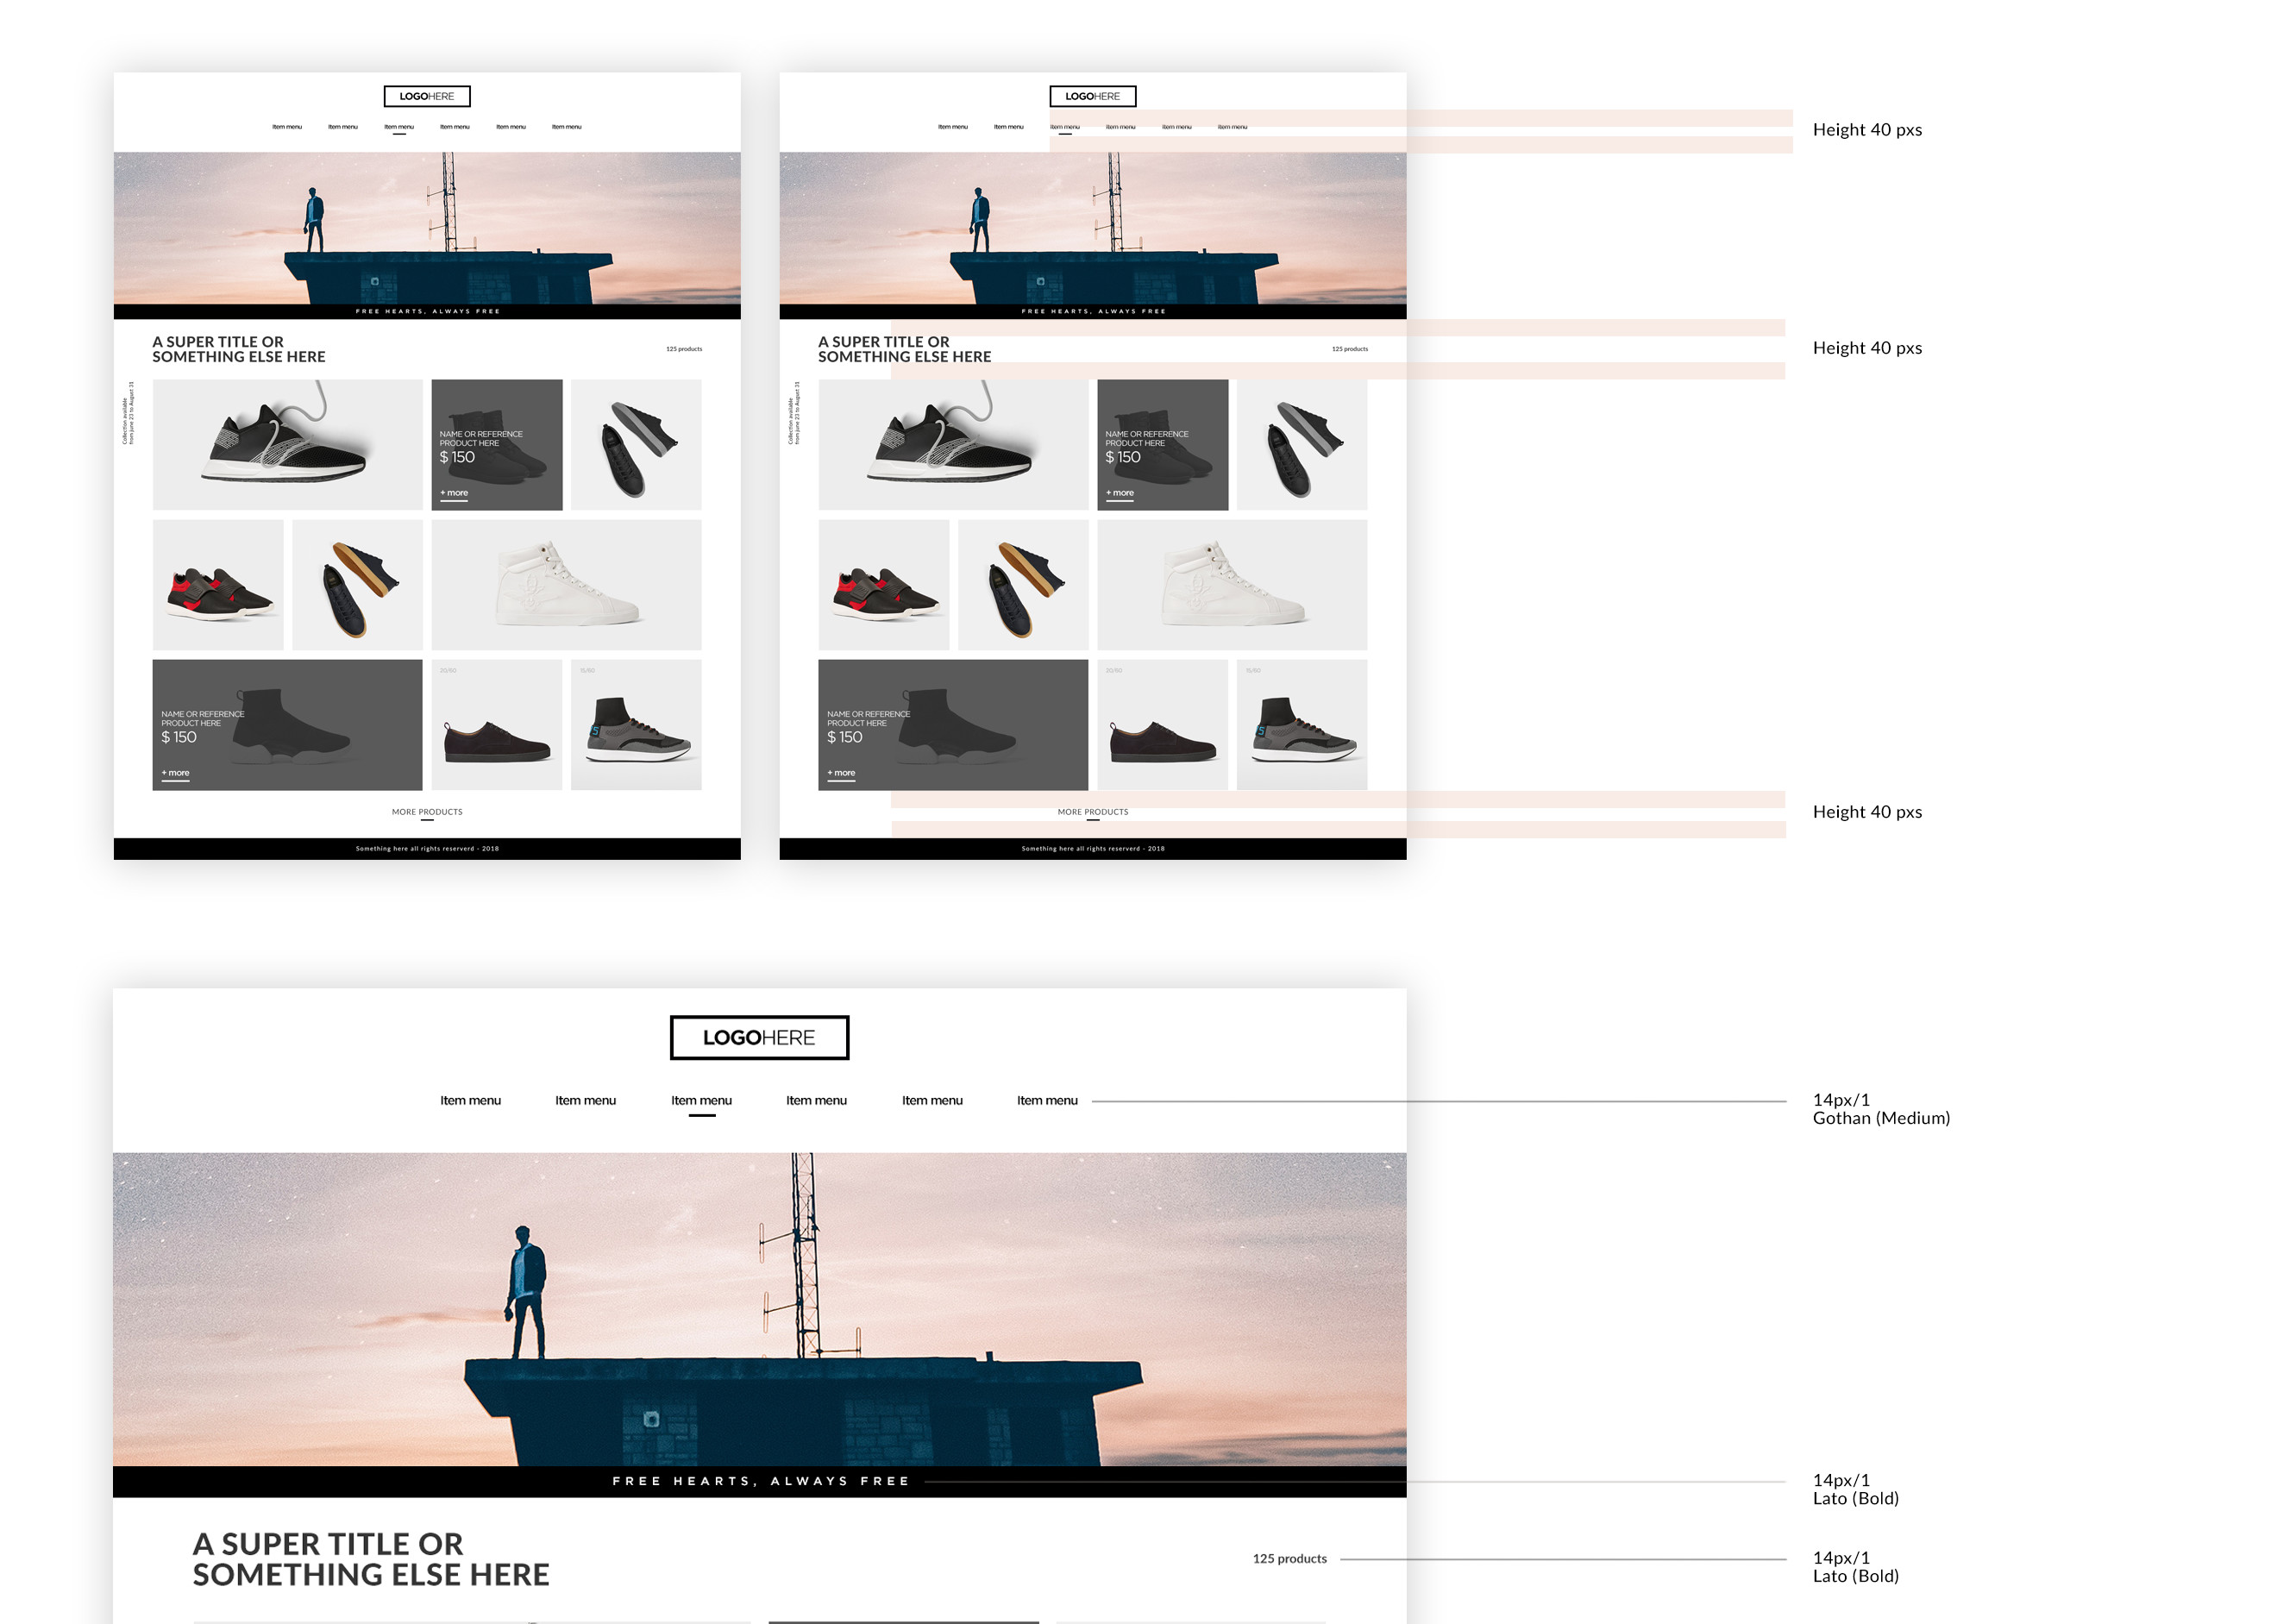 LOGOHERE
Item menu Item menu Item menu Item menu Item menu Item menu
FREE HEARTS, ALWAYS FREE
A SUPER TITLE OR
SOMETHING ELSE HERE
125 products
Collection available
from june 23 to August 31
NAME OR REFERENCE
PRODUCT HERE
$ 150
+ more
NAME OR REFERENCE
PRODUCT HERE
$ 150
+ more
20/60
15/60
MORE PRODUCTS
Something here all rights reserverd - 2018
LOGOHERE
Item menu Item menu Item menu Item menu Item menu Item menu
FREE HEARTS, ALWAYS FREE
A SUPER TITLE OR
SOMETHING ELSE HERE
125 products
Collection available
from june 23 to August 31
NAME OR REFERENCE
PRODUCT HERE
$ 150
+ more
NAME OR REFERENCE
PRODUCT HERE
$ 150
+ more
20/60
15/60
MORE PRODUCTS
Something here all rights reserverd - 2018
Height 40 pxs
Height 40 pxs
Height 40 pxs
LOGOHERE
Item menu Item menu Item menu Item menu Item menu Item menu
14px/1
Gothan (Medium)
FREE HEARTS, ALWAYS FREE
14px/1
Lato (Bold)
A SUPER TITLE OR
SOMETHING ELSE HERE
125 products
14px/1
Lato (Bold)